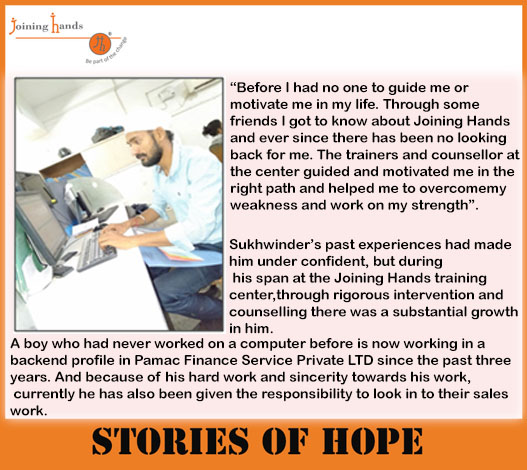 Joining hands
jh
Be part of the change
“Before I had no one to guide me or
motivate me in my life. Through some
friends I got to know about Joining Hands
and ever since there has been no looking
back for me. The trainers and counsellor at
the center guided and motivated me in the
right path and helped me to overcomemy
weakness and work on my strength”.
Sukhwinder’s past experiences had made
him under confident, but during
his span at the Joining Hands training
center,through rigorous intervention and
counselling there was a substantial growth
in him.
A boy who had never worked on a computer before is now working in a
backend profile in Pamac Finance Service Private LTD since the past three
years. And because of his hard work and sincerity towards his work,
currently he has also been given the responsibility to look in to their sales
work.
STORIES OF HOPE